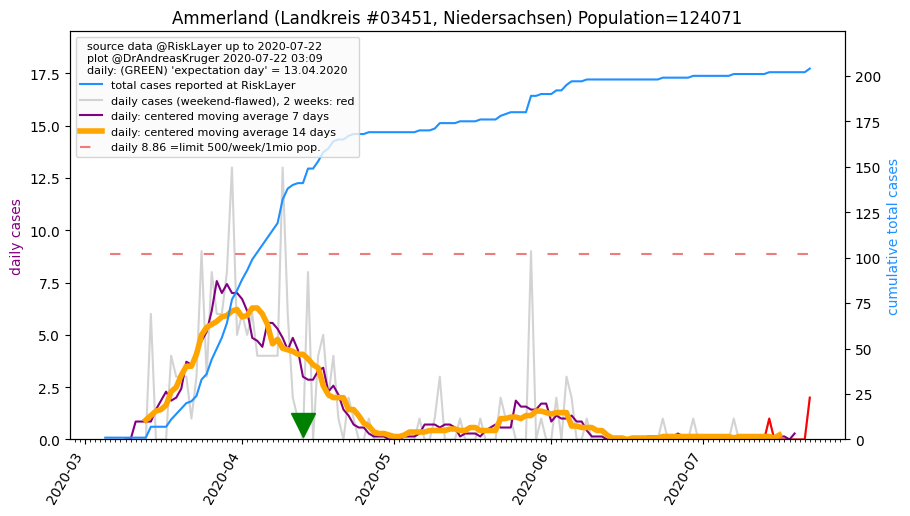 Ammerland (Landkreis #03451, Niedersachsen) Population=124071
source data @RiskLayer up to 2020-07-22
plot @DrAndreasKruger 2020-07-22 03:09
daily: (GREEN) 'expectation day' = 13.04.2020
total cases reported at RiskLayer
daily cases (weekend-flawed), 2 weeks: red
daily: centered moving average 7 days
daily: centered moving average 14 days
daily 8.86 =limit 500/week/1mio pop.
daily cases
17.5
15.0
12.5
10.0
7.5
5.0
2.5
0.0
200
175
150
125
100
75
50
25
0
cumulative total cases
2020-03
2020-04
2020-05
2020-06
2020-07